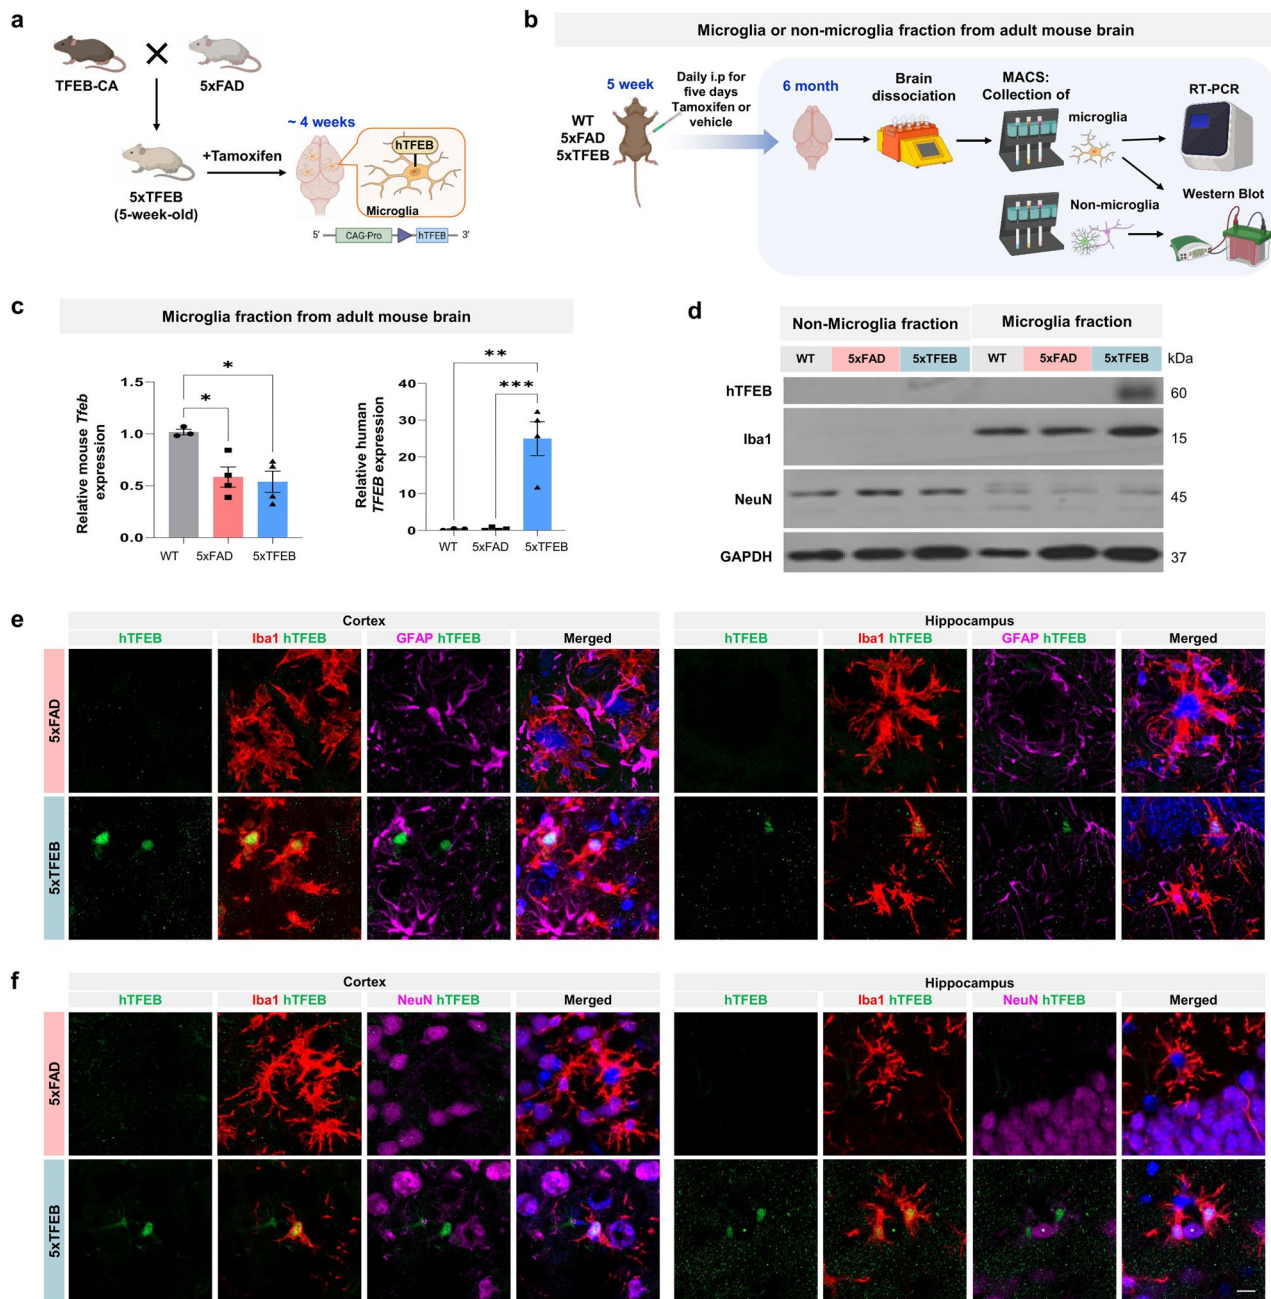 a
TFEB-CA
5xFAD
+Tamoxifen
5xTFEB
(5-week-old)
~ 4 weeks
hTFEB
Microglia
5'
CAG-Pro
hTFEB
3'
b
Microglia or non-microglia fraction from adult mouse brain
WT
5xFAD
5xTFEB
5 week
Daily i.p for
five days
Tamoxifen or
vehicle
6 month
Brain
dissociation
MACS:
Collection of
microglia
Non-microglia
RT-PCR
Western Blot
c
Microglia fraction from adult mouse brain
Relative mouse Tfeb
expression
1.5
1.0
0.5
0.0
*
*
WT
5xFAD
5xTFEB
Relative human
TFEB expression
40
30
20
10
0
**
***
WT
5xFAD
5xTFEB
d
Non-Microglia fraction
Microglia fraction
WT
5xFAD
5xTFEB
WT
5xFAD
5xTFEB
kDa
hTFEB
60
Iba1
15
NeuN
45
GAPDH
37
e
Cortex
hTFEB
Iba1 hTFEB
GFAP hTFEB
Merged
Hippocampus
hTFEB
Iba1 hTFEB
GFAP hTFEB
Merged
5xFAD
5xTFEB
f
Cortex
hTFEB
Iba1 hTFEB
NeuN hTFEB
Merged
Hippocampus
hTFEB
Iba1 hTFEB
NeuN hTFEB
Merged
5xFAD
5xTFEB